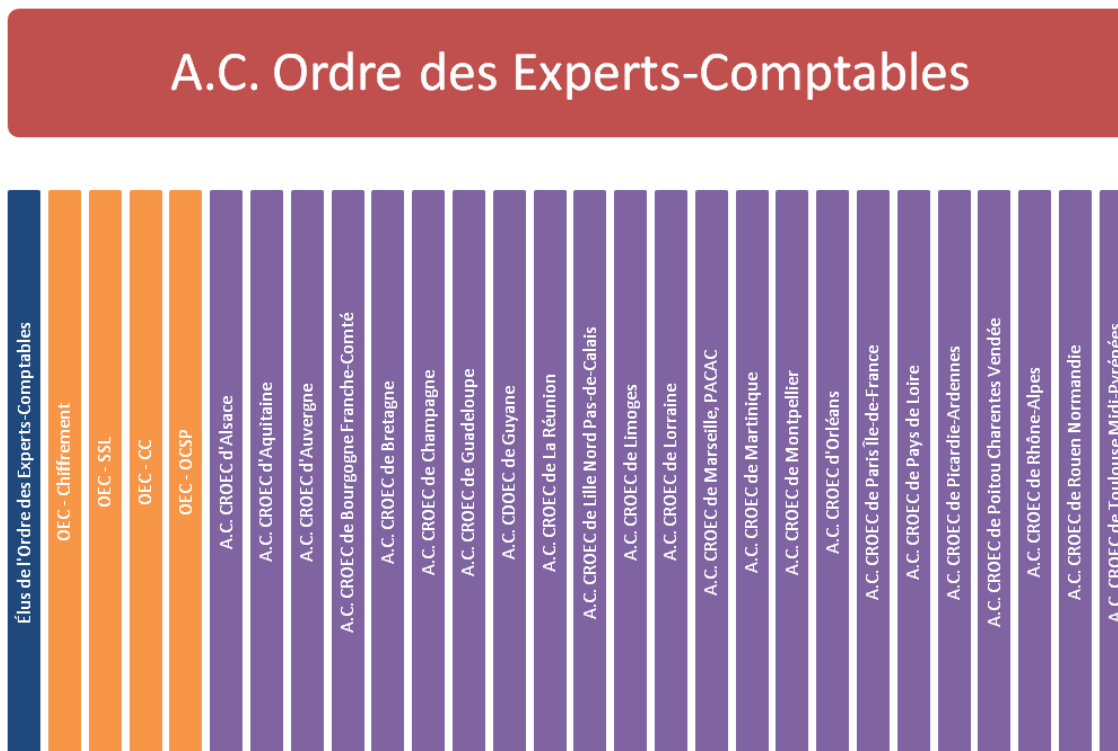 A.C. Ordre des Experts-Comptables
Élus de l'Ordre des Experts-Comptables
OEC - Chiffrement
OEC - SSL
OEC - CC
OEC - OCSP
A.C. CROEC d'Alsace
A.C. CROEC d'Aquitaine
A.C. CROEC d'Auvergne
A.C. CROEC de Bourgogne Franche-Comté
A.C. CROEC de Bretagne
A.C. CROEC de Champagne
A.C. CROEC de Guadeloupe
A.C. CDOEC de Guyane
A.C. CROEC de La Réunion
A.C. CROEC de Lille Nord Pas-de-Calais
A.C. CROEC de Limoges
A.C. CROEC de Lorraine
A.C. CROEC de Marseille, PACAC
A.C. CROEC de Martinique
A.C. CROEC de Montpellier
A.C. CROEC d'Orléans
A.C. CROEC de Paris Île-de-France
A.C. CROEC de Pays de Loire
A.C. CROEC de Picardie-Ardennes
A.C. CROEC de Poitou Charentes Vendée
A.C. CROEC de Rhône-Alpes
A.C. CROEC de Rouen Normandie
A.C. CROEC de Toulouse Midi-Pyrénées